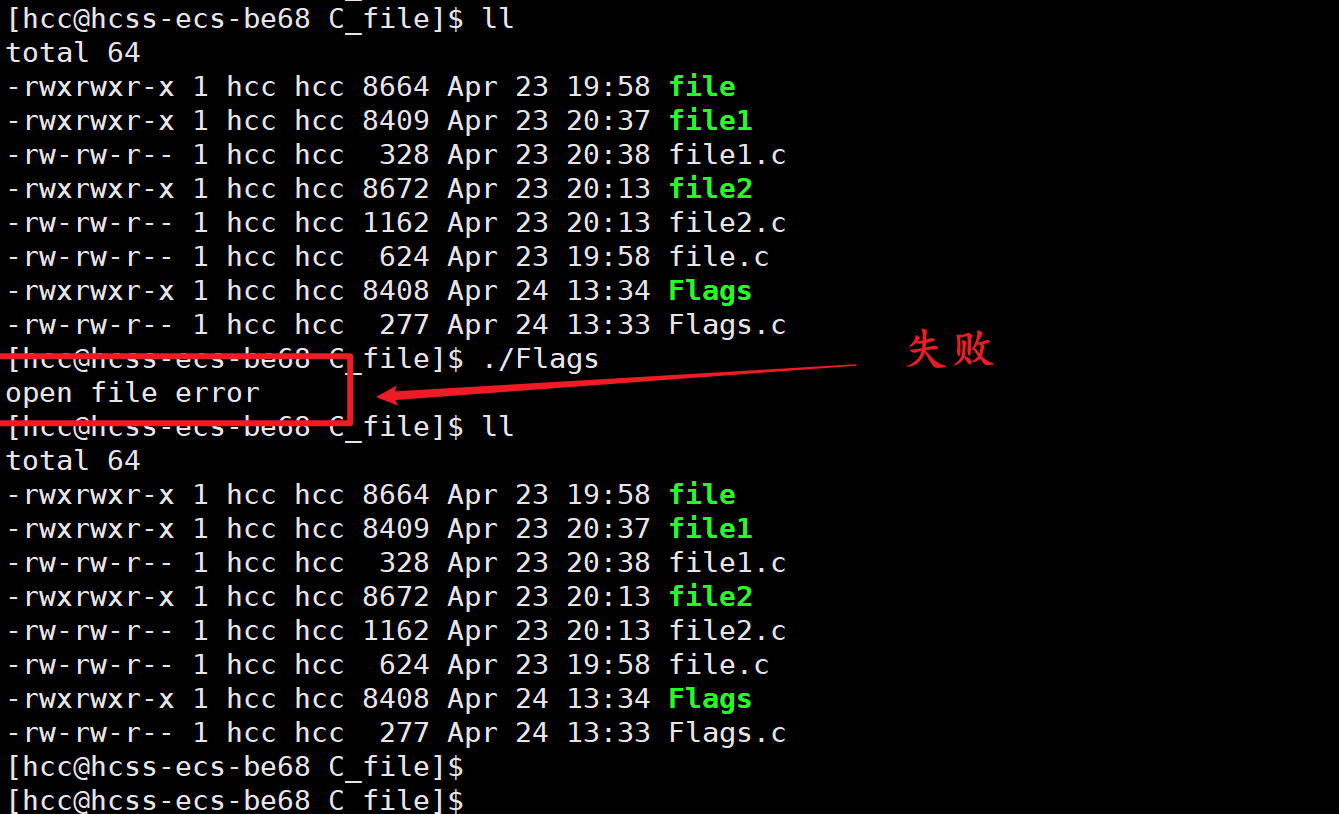 [hcc@hcss-ecs-be68 C_file]$ ll
total 64
-rwxrwxr-x 1 hcc hcc 8664 Apr 23 19:58 file
-rwxrwxr-x 1 hcc hcc 8409 Apr 23 20:37 file1
-rw-rw-r-- 1 hcc hcc  328 Apr 23 20:38 file1.c
-rwxrwxr-x 1 hcc hcc 8672 Apr 23 20:13 file2
-rw-rw-r-- 1 hcc hcc 1162 Apr 23 20:13 file2.c
-rw-rw-r-- 1 hcc hcc  624 Apr 23 19:58 file.c
-rwxrwxr-x 1 hcc hcc 8408 Apr 24 13:34 Flags
-rw-rw-r-- 1 hcc hcc  277 Apr 24 13:33 Flags.c
[hcc@hcss-ecs-be68 C_file]$ ./Flags
失败
open file error
[hcc@hcss-ecs-be68 C_file]$ ll
total 64
-rwxrwxr-x 1 hcc hcc 8664 Apr 23 19:58 file
-rwxrwxr-x 1 hcc hcc 8409 Apr 23 20:37 file1
-rw-rw-r-- 1 hcc hcc  328 Apr 23 20:38 file1.c
-rwxrwxr-x 1 hcc hcc 8672 Apr 23 20:13 file2
-rw-rw-r-- 1 hcc hcc 1162 Apr 23 20:13 file2.c
-rw-rw-r-- 1 hcc hcc  624 Apr 23 19:58 file.c
-rwxrwxr-x 1 hcc hcc 8408 Apr 24 13:34 Flags
-rw-rw-r-- 1 hcc hcc  277 Apr 24 13:33 Flags.c
[hcc@hcss-ecs-be68 C_file]$
[hcc@hcss-ecs-be68 C_file]$